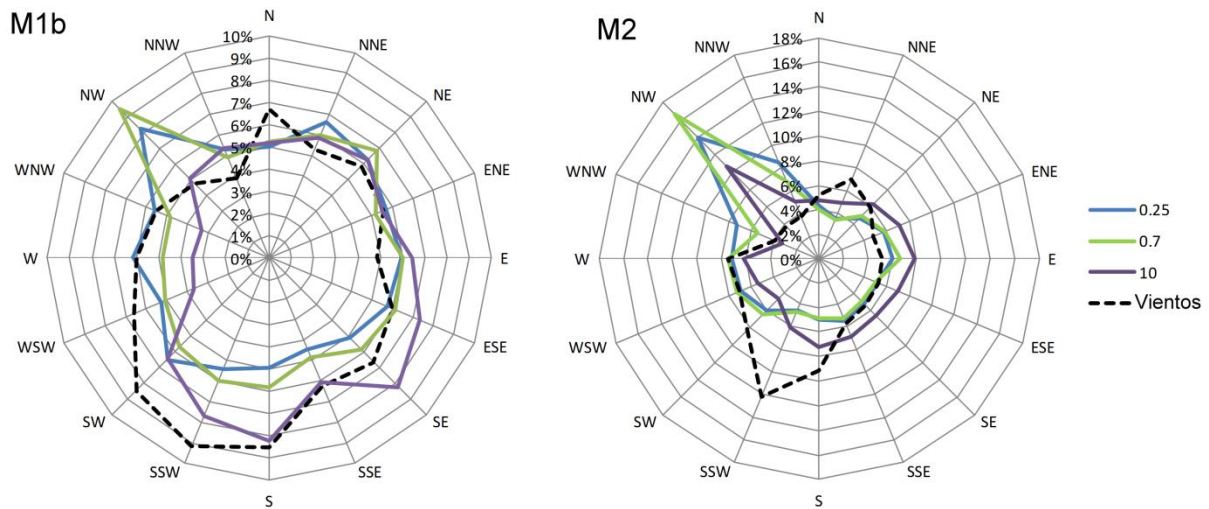 M1b
N
NNE
NE
ENE
E
ESE
SE
SSE
S
SSW
SW
WSW
W
WNW
NW
NNW
10%
9%
8%
7%
6%
5%
4%
3%
2%
1%
0%
M2
N
NNE
NE
ENE
E
ESE
SE
SSE
S
SSW
SW
WSW
W
WNW
NW
NNW
18%
16%
14%
12%
10%
8%
6%
4%
2%
0%
0.25
0.7
10
Vientos